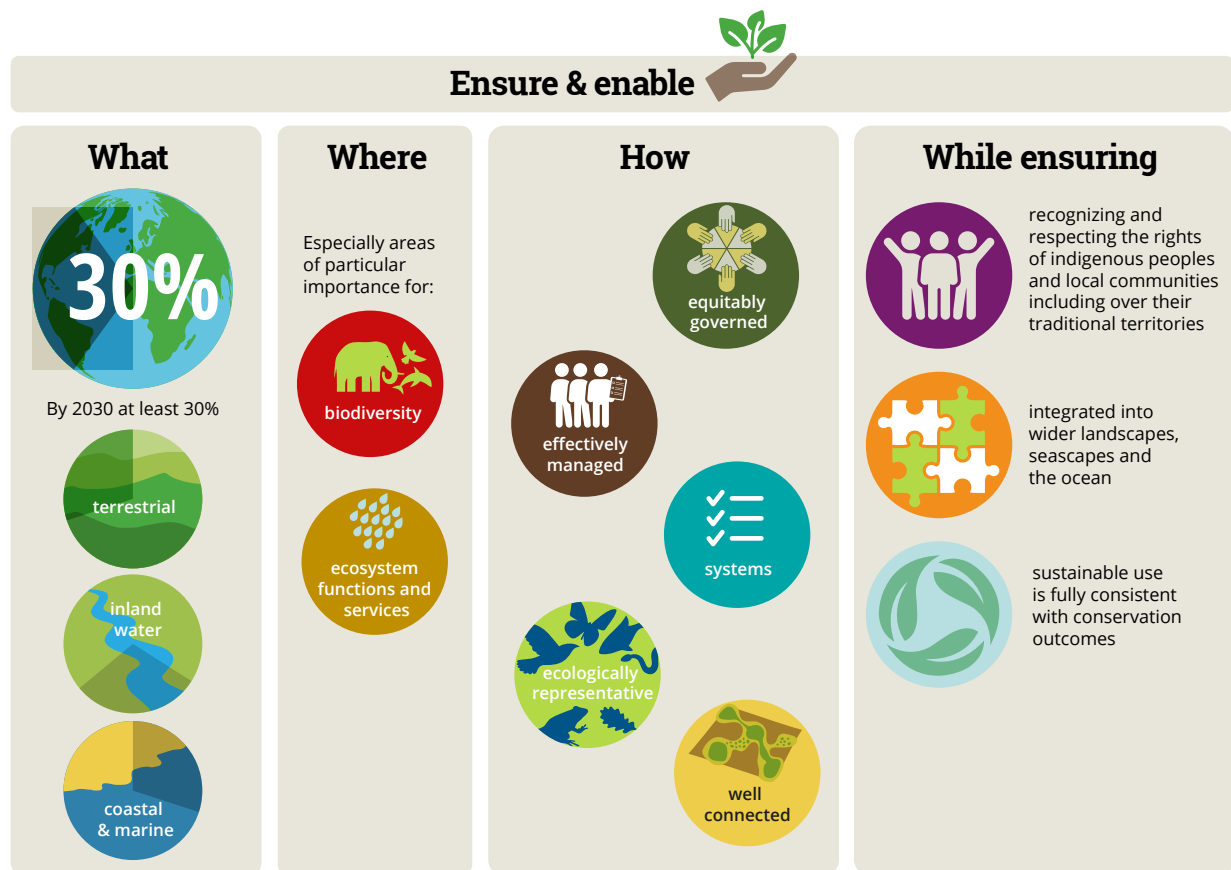 Ensure & enable
What
30%
By 2030 at least 30%
terrestrial
inland
water
coastal
& marine
Where
Especially areas
of particular
importance for:
biodiversity
ecosystem
functions and
services
How
equitably
governed
effectively
managed
systems
ecologically
representative
well
connected
While ensuring
recognizing and
respecting the rights
of indigenous peoples
and local communities
including over their
traditional territories
integrated into
wider landscapes,
seascapes and
the ocean
sustainable use
is fully consistent
with conservation
outcomes